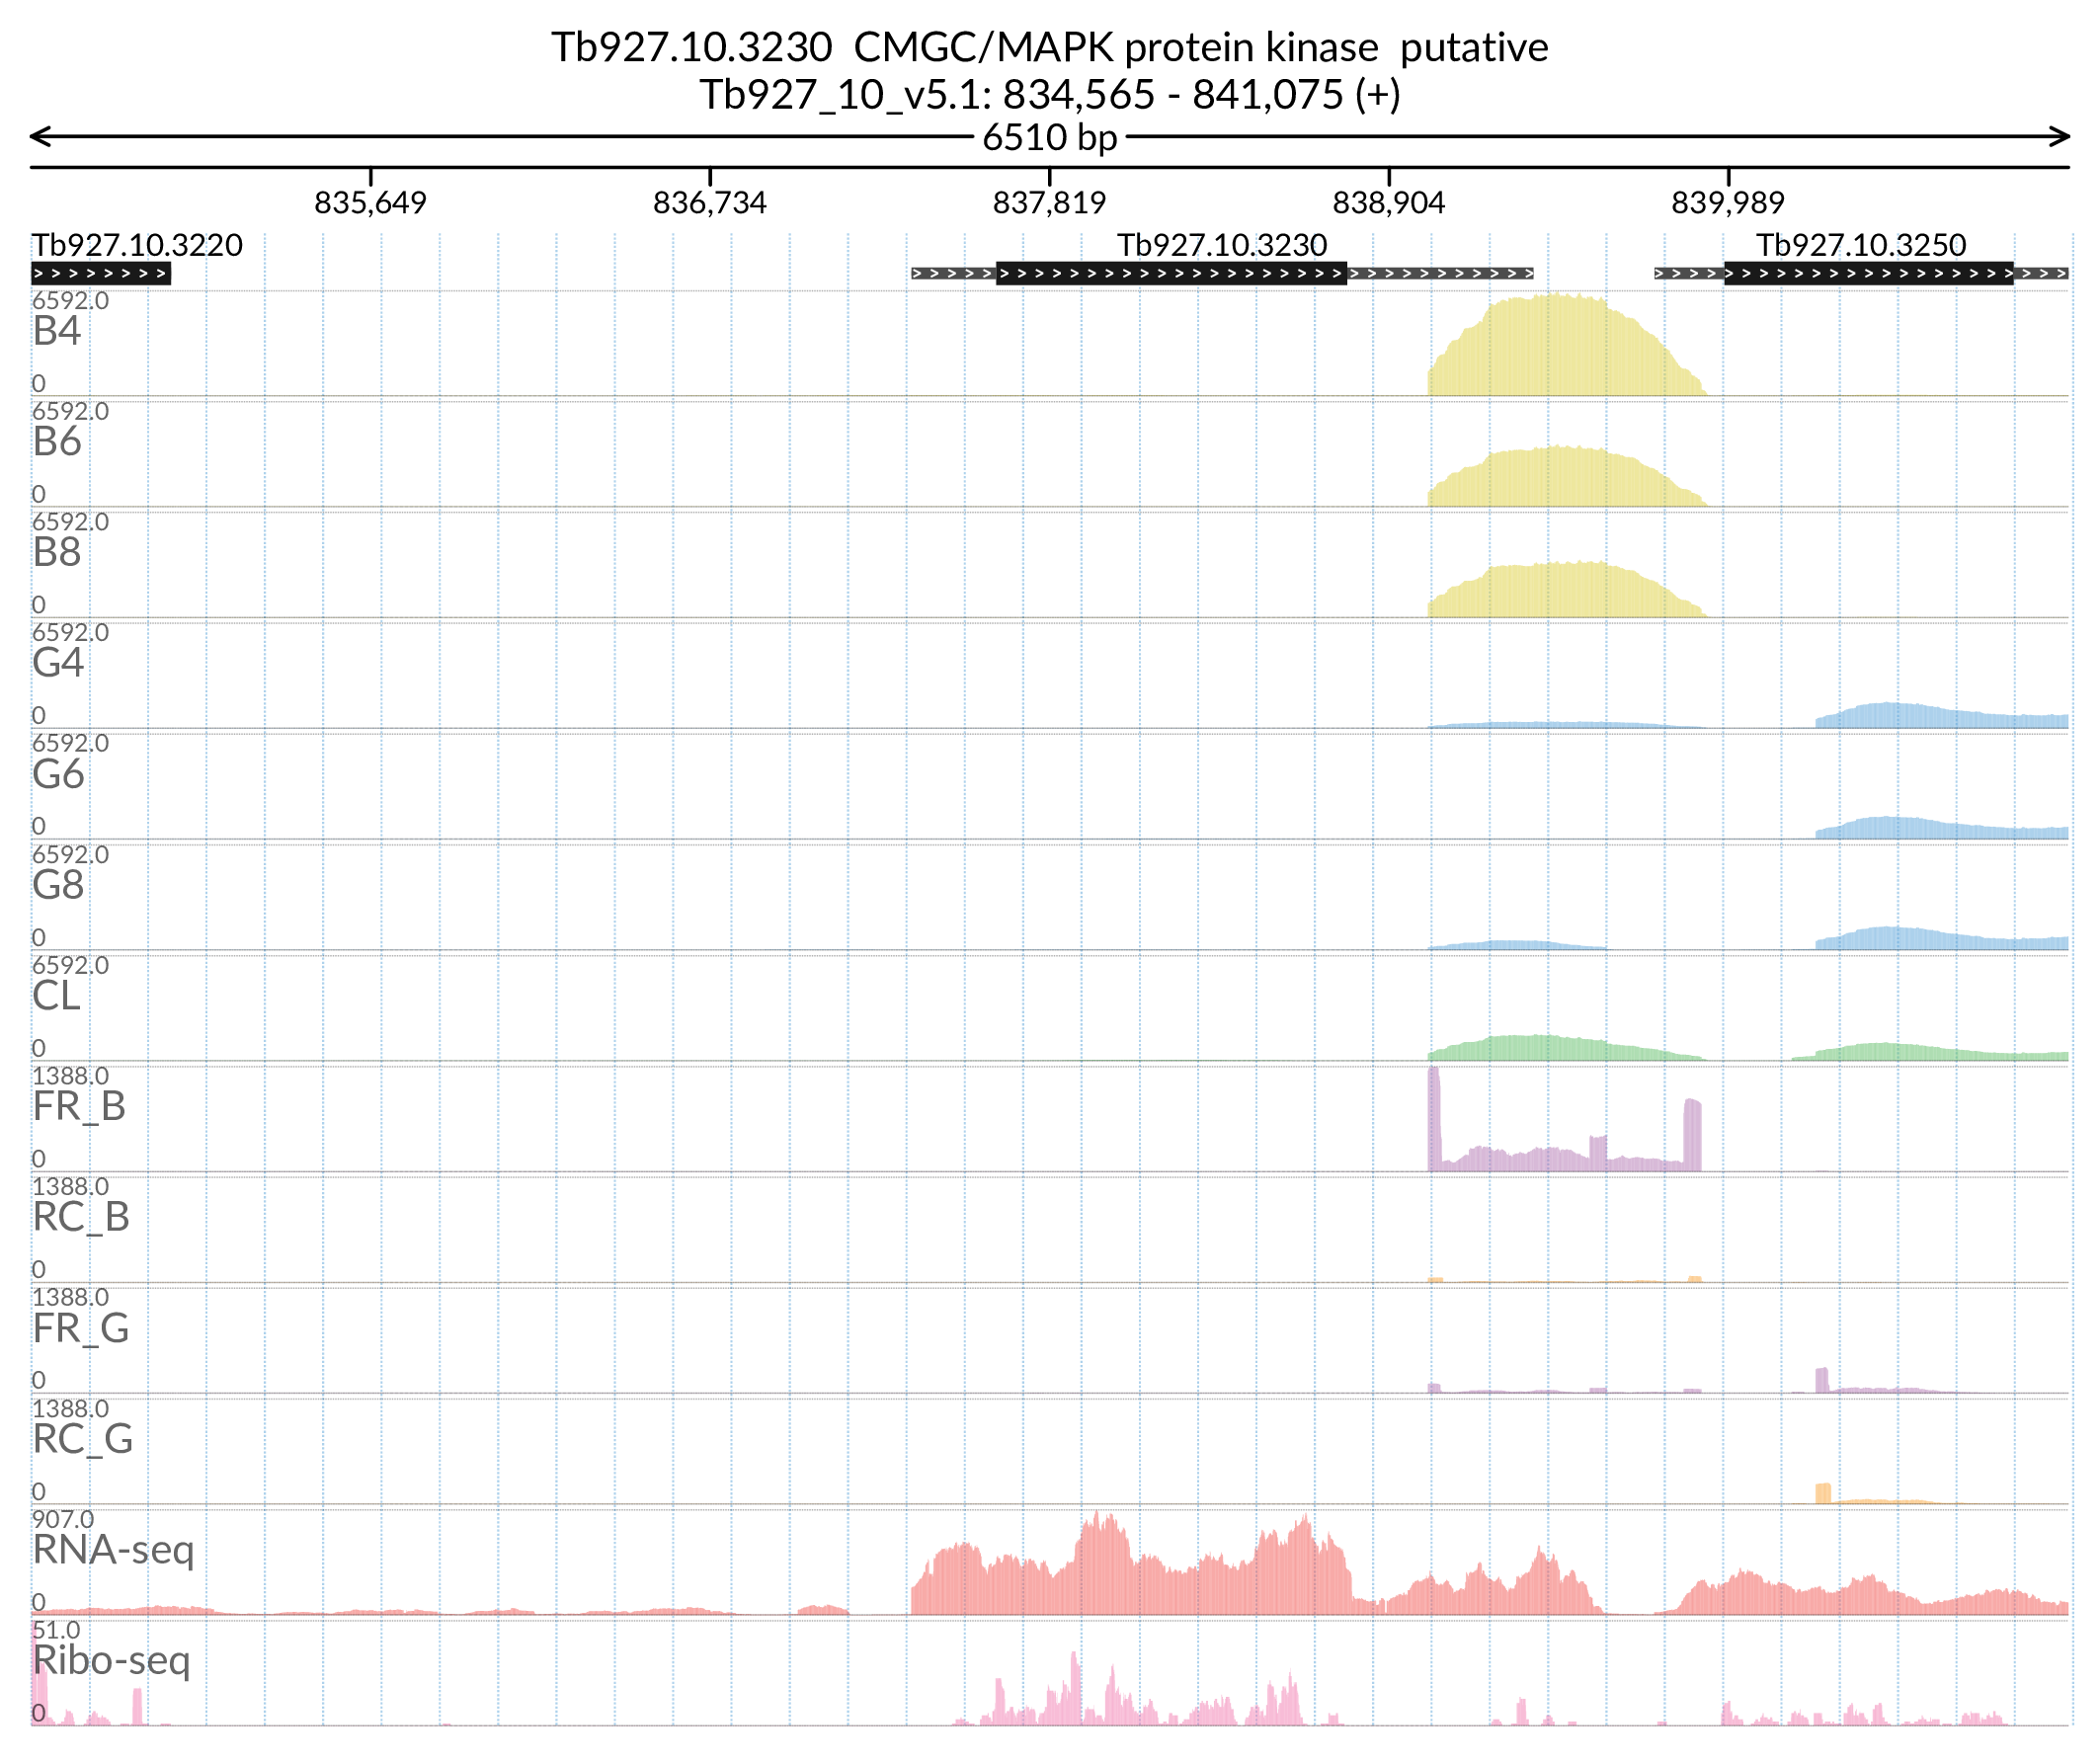 Tb927.10.3230  CMGC/MAPK protein kinase  putative
Tb927_10_v5.1: 834,565 - 841,075 (+)
6510 bp
835,649 836,734 837,819 838,904 839,989
Tb927.10.3220 Tb927.10.3230 Tb927.10.3250
6592.0
B4
0
6592.0
B6
0
6592.0
B8
0
6592.0
G4
0
6592.0
G6
0
6592.0
G8
0
6592.0
CL
0
1388.0
FR_B
0
1388.0
RC_B
0
1388.0
FR_G
0
1388.0
RC_G
0
907.0
RNA-seq
0
51.0
Ribo-seq
0